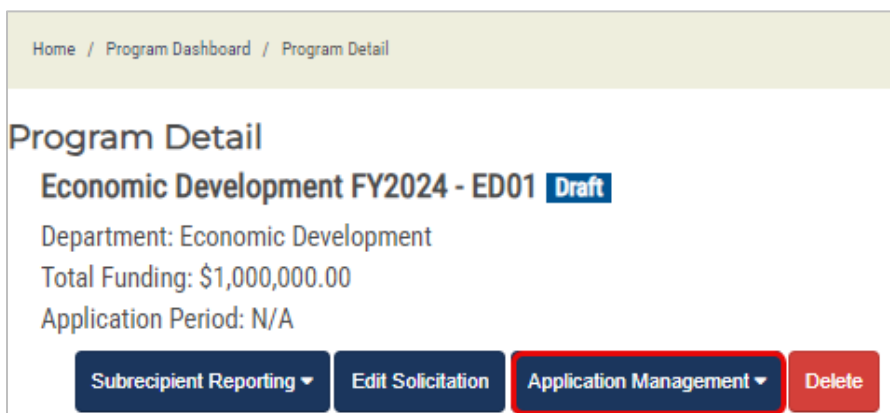 Home / Program Dashboard / Program Detail
Program Detail
Economic Development FY2024 - ED01 Draft
Department: Economic Development
Total Funding: $1,000,000.00
Application Period: N/A
Subrecipient Reporting Edit Solicitation Application Management Delete